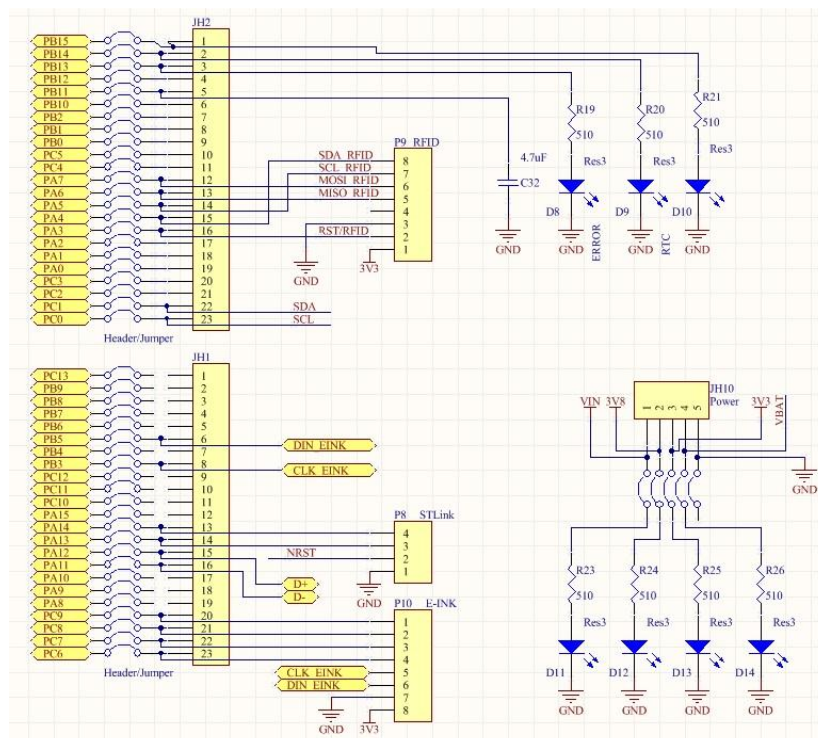 JH2
PB15 1
PB14 2
PB13 3
PB12 4
PB11 5
PB10 6
PB2 7
PB1 8
PB0 9
PC5 10
PC4 11
PA7 12
PA6 13
PA5 14
PA4 15
PA3 16
PA2 17
PA1 18
PA0 19
PC3 20
PC2 21
PC1 22
PC0 23
Header/Jumper
SDA
SCL
P9 RFID
SDA RFID 8
SCL RFID 7
MOSI RFID 6
MISO RFID 5
4
3
RST/RFID 2
1
GND
3V3
4.7uF
C32
GND
R19
510
Res3
D8
GND
ERROR
R20
510
Res3
D9
GND
RTC
R21
510
Res3
D10
GND
JH1
PC13 1
PB9 2
PB8 3
PB7 4
PB6 5
PB5 6
PB4 7
PB3 8
PC12 9
PC11 10
PC10 11
PA15 12
PA14 13
PA13 14
PA12 15
PA11 16
PA10 17
PA9 18
PA8 19
PC9 20
PC8 21
PC7 22
PC6 23
Header/Jumper
DIN EINK
CLK EINK
P8 STLink
4
3
NRST 2
1
GND
D+
D-
P10 E-INK
1
2
3
4
CLK EINK 5
DIN EINK 6
7
8
GND
3V3
JH10
Power
1 2 3 4 5
VIN 3V8
3V3
VBAT
GND
R23
510
Res3
D11
GND
R24
510
Res3
D12
GND
R25
510
Res3
D13
GND
R26
510
Res3
D14
GND